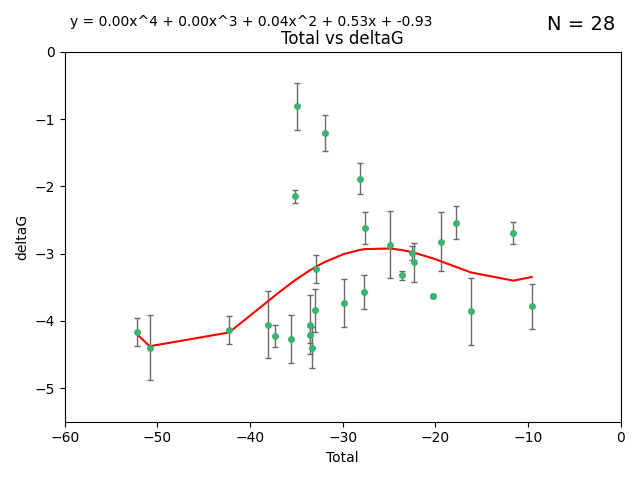 y = 0.00x^4 + 0.00x^3 + 0.04x^2 + 0.53x + -0.93
N = 28
Total vs deltaG
0
−1
−2
−3
−4
−5
deltaG
−60 −50 −40 −30 −20 −10 0
Total